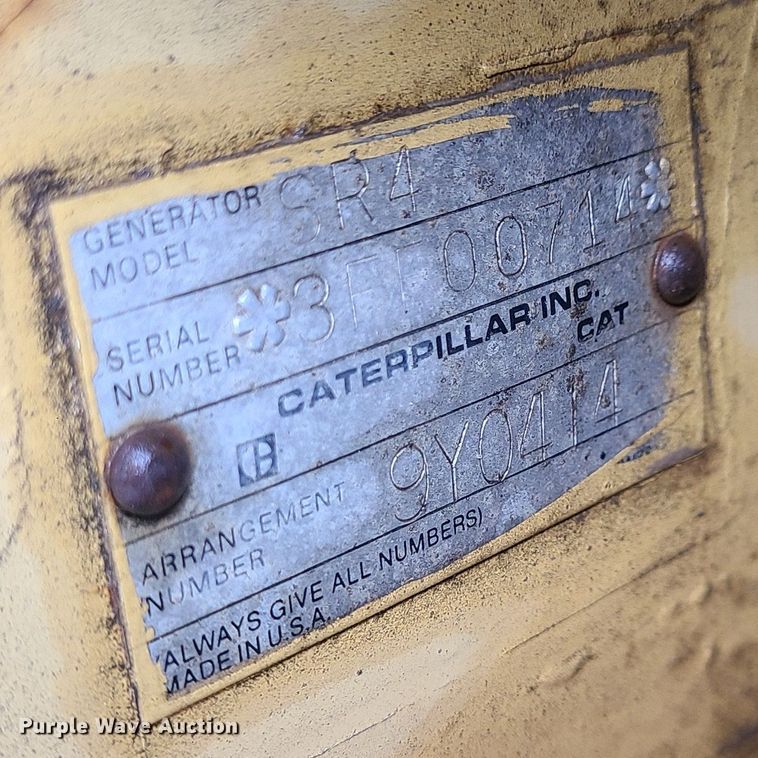 GENERATOR
MODEL SR4
SERIAL
NUMBER *3FF00714*
CATERPILLAR INC.
CAT
ARRANGEMENT
NUMBER 9Y0414
(ALWAYS GIVE ALL NUMBERS)
MADE IN U.S.A.
Purple Wave Auction